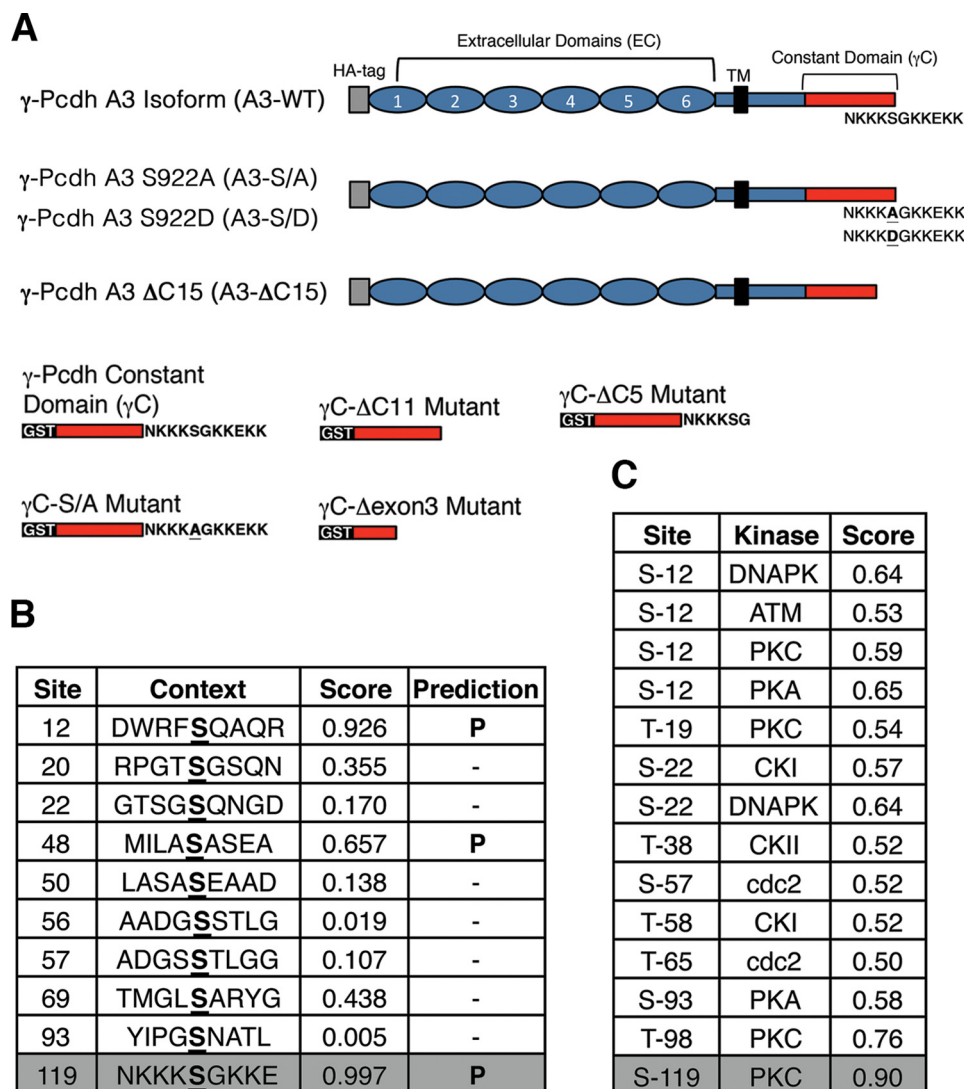 A
Extracellular Domains (EC)
Constant Domain (γC)
HA-tag
TM
γ-Pcdh A3 Isoform (A3-WT)
1 2 3 4 5 6
NKKKSGKKEKK
γ-Pcdh A3 S922A (A3-S/A)
γ-Pcdh A3 S922D (A3-S/D)
NKKKAGKKEKK
NKKKDGKKEKK
γ-Pcdh A3 ΔC15 (A3-ΔC15)
γ-Pcdh Constant
Domain (γC)
GST NKKKSGKKEKK
γC-ΔC11 Mutant
GST
γC-ΔC5 Mutant
GST NKKKSG
γC-S/A Mutant
GST NKKKAGKKEKK
γC-Δexon3 Mutant
GST
B
Site Context Score Prediction
12 DWRFSQAQR 0.926 P
20 RPGTSGSQN 0.355 -
22 GTSGSQNGD 0.170 -
48 MILASASEA 0.657 P
50 LASASEAAD 0.138 -
56 AADGSSTLG 0.019 -
57 ADGSSTLGG 0.107 -
69 TMGLSARYG 0.438 -
93 YIPGSNATL 0.005 -
119 NKKKSGKKE 0.997 P
C
Site Kinase Score
S-12 DNAPK 0.64
S-12 ATM 0.53
S-12 PKC 0.59
S-12 PKA 0.65
T-19 PKC 0.54
S-22 CKI 0.57
S-22 DNAPK 0.64
T-38 CKII 0.52
S-57 cdc2 0.52
T-58 CKI 0.52
T-65 cdc2 0.50
S-93 PKA 0.58
T-98 PKC 0.76
S-119 PKC 0.90